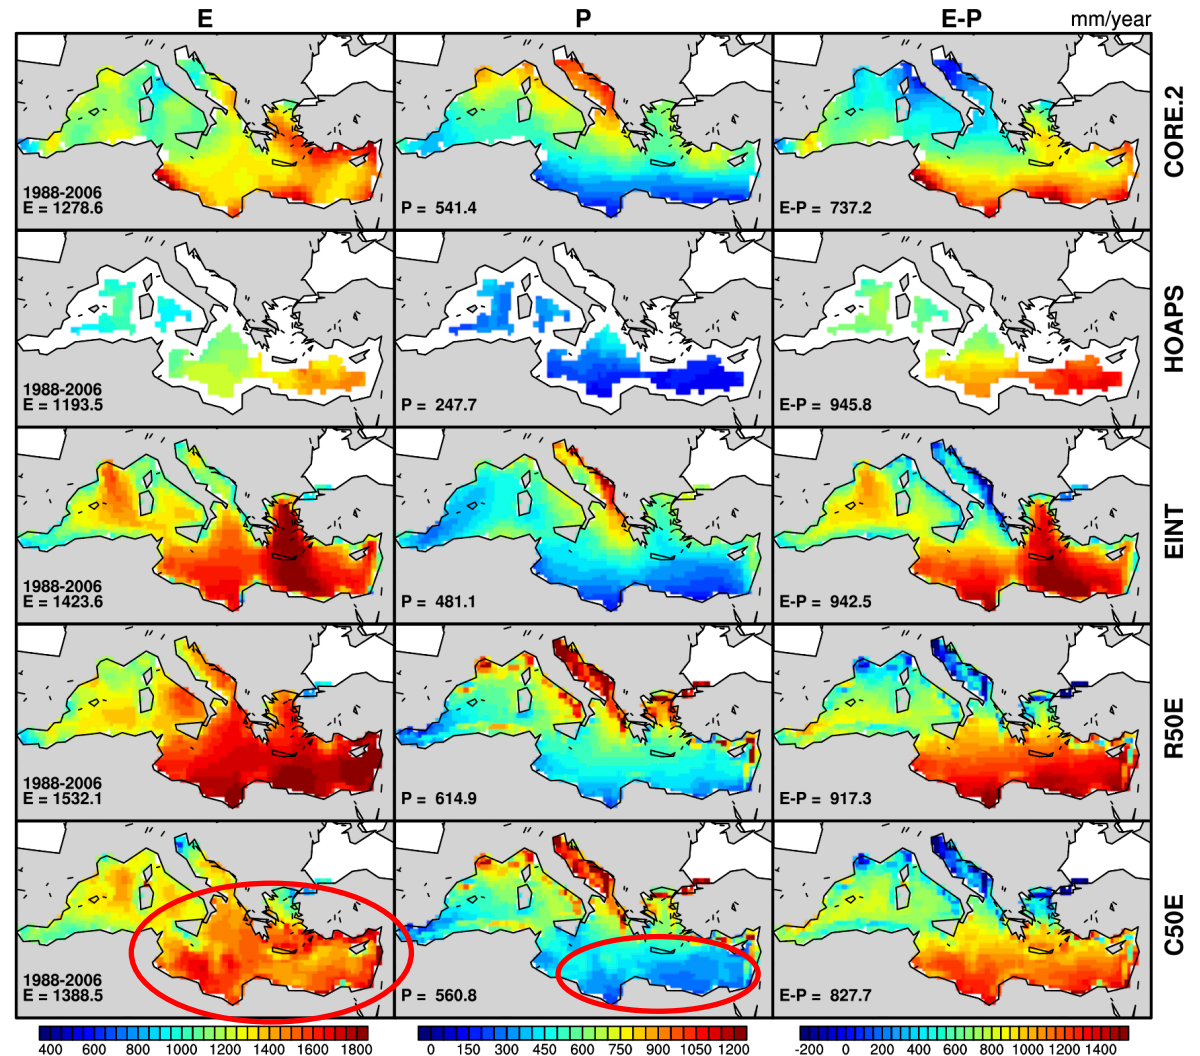 E P E-P mm/year
1988-2006
E = 1278.6 P = 541.4 E-P = 737.2
CORE.2
1988-2006
E = 1193.5 P = 247.7 E-P = 945.8
HOAPS
1988-2006
E = 1423.6 P = 481.1 E-P = 942.5
EINT
1988-2006
E = 1532.1 P = 614.9 E-P = 917.3
R50E
1988-2006
E = 1388.5 P = 560.8 E-P = 827.7
C50E
400 600 800 1000 1200 1400 1600 1800 0 150 300 450 600 750 900 1050 1200 -200 0 200 400 600 800 1000 1200 1400